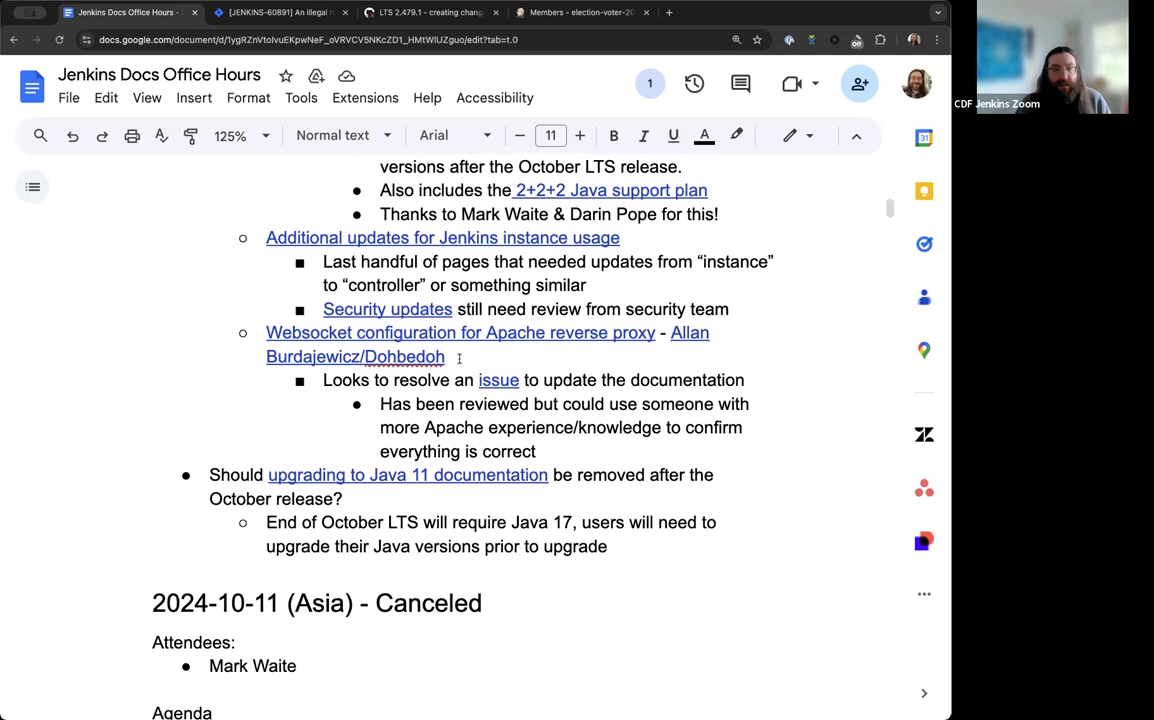 Jenkins Docs Office Hours -
[JENKINS-60891] An illegal r
LTS 2.479.1 - creating chang
Members - election-voter-20
docs.google.com/document/d/1ygRZnVtoIvuEKpwNeF_oVRVCV5NKcZD1_HMtWIUZguo/edit?tab=t.0
Off
Jenkins Docs Office Hours
File Edit View Insert Format Tools Extensions Help Accessibility
1
125% Normal text Arial 11 B I U A
versions after the October LTS release.
● Also includes the 2+2+2 Java support plan
● Thanks to Mark Waite & Darin Pope for this!
○ Additional updates for Jenkins instance usage
■ Last handful of pages that needed updates from “instance”
to “controller” or something similar
■ Security updates still need review from security team
○ Websocket configuration for Apache reverse proxy - Allan
Burdajewicz/Dohbedoh
■ Looks to resolve an issue to update the documentation
● Has been reviewed but could use someone with
more Apache experience/knowledge to confirm
everything is correct
● Should upgrading to Java 11 documentation be removed after the
October release?
○ End of October LTS will require Java 17, users will need to
upgrade their Java versions prior to upgrade
2024-10-11 (Asia) - Canceled
Attendees:
● Mark Waite
Agenda
31
CDF Jenkins Zoom